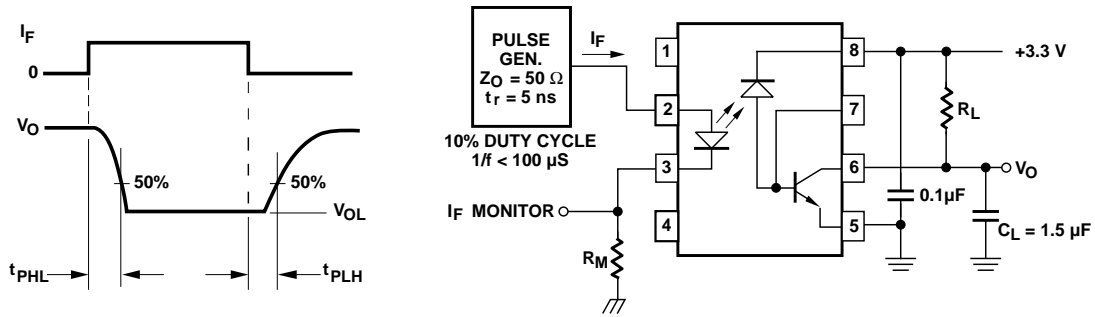 I_F
0
V_O
50%
50%
V_OL
t_PHL
t_PLH
PULSE
GEN.
Z_O = 50 Ω
t_r = 5 ns
I_F
10% DUTY CYCLE
1/f < 100 µS
I_F MONITOR
R_M
1
2
3
4
8
7
6
5
+3.3 V
R_L
V_O
0.1µF
C_L = 1.5 µF